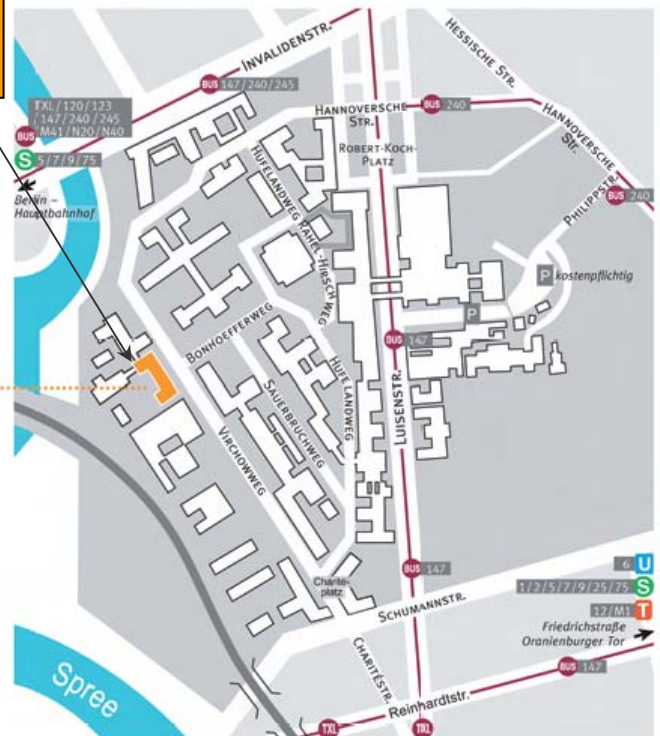 INVALIDENSTR.
BUS 147/240/245
HESSISCHE STR.
TXL/120/123
147/240/245
M41/N20/N40
BUS
S 5/7/9/75
HANNOVERSCHE
STR.
BUS 240
HANNOVERSCHE
Str.
ROBERT-KOCH-
PLATZ
PHILIPPSTR.
BUS 240
Berlin –
Hauptbahnhof
HUFELANDWEG
RAHEL-HIRSCH WEG
P kostenpflichtig
P
BONHOEFFERWEG
BUS 147
HUFELANDWEG
SAUERBRUCHWEG
LUISENSTR.
VIRCHOWWEG
BUS 147
6 U
1/2/5/7/9/25/75 S
12/M1 T
Charité-
platz
SCHUMANNSTR.
Friedrichstraße
Oranienburger Tor
CHARITÉSTR.
BUS 147
Spree
Reinhardtstr.
TXL
TXL